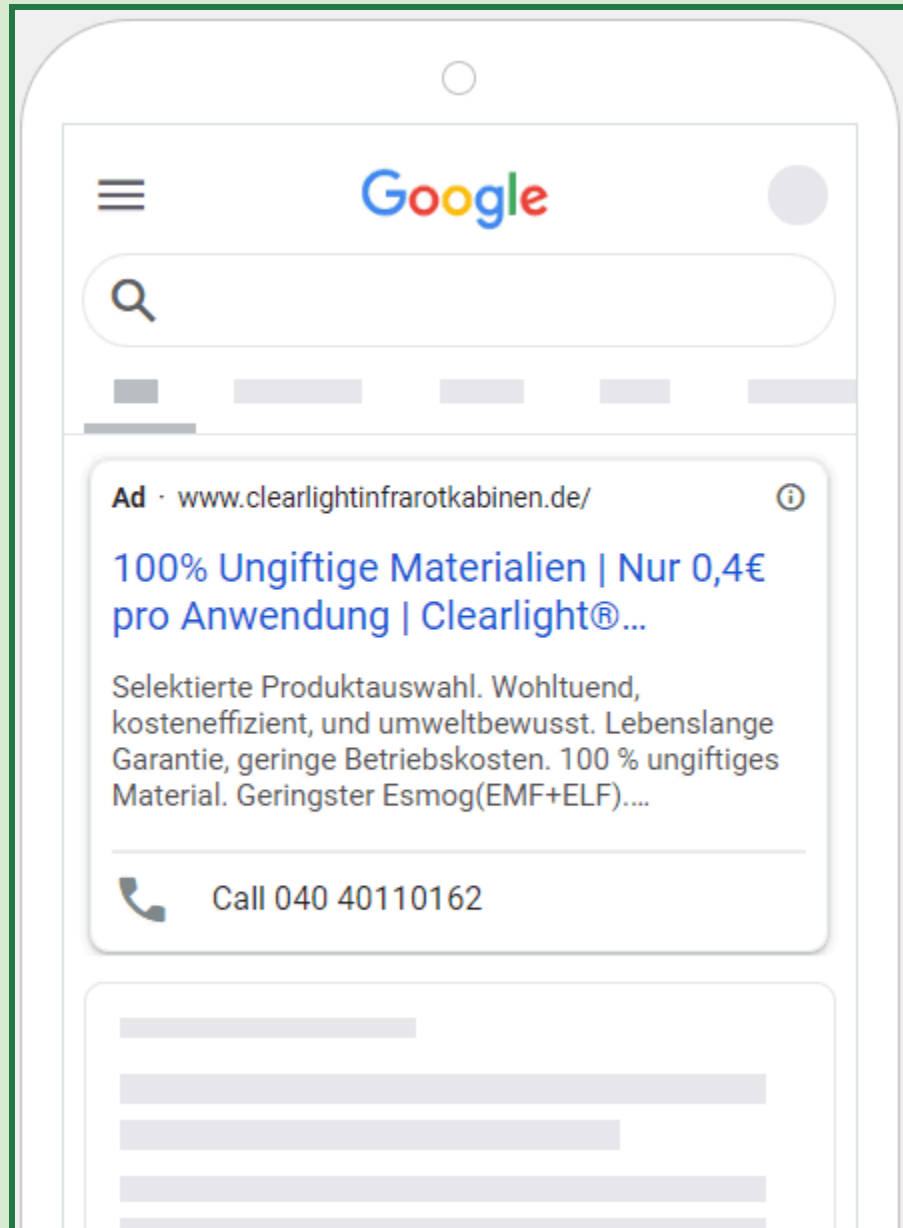 Google
Ad · www.clearlightinfrarotkabinen.de/
100% Ungiftige Materialien | Nur 0,4€
pro Anwendung | Clearlight®...
Selektierte Produktauswahl. Wohltuend,
kosteneffizient, und umweltbewusst. Lebenslange
Garantie, geringe Betriebskosten. 100 % ungiftiges
Material. Geringster Esmog(EMF+ELF)....
Call 040 40110162